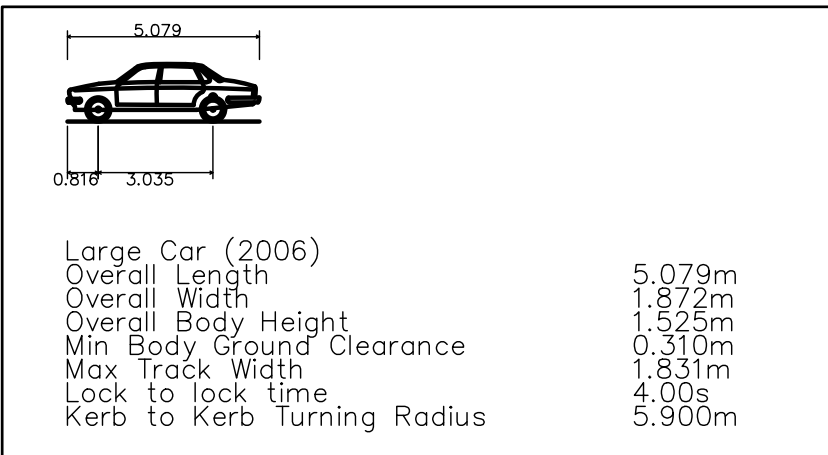 5.079
0.816 3.035
Large Car (2006)
Overall Length 5.079m
Overall Width 1.872m
Overall Body Height 1.525m
Min Body Ground Clearance 0.310m
Max Track Width 1.831m
Lock to lock time 4.00s
Kerb to Kerb Turning Radius 5.900m